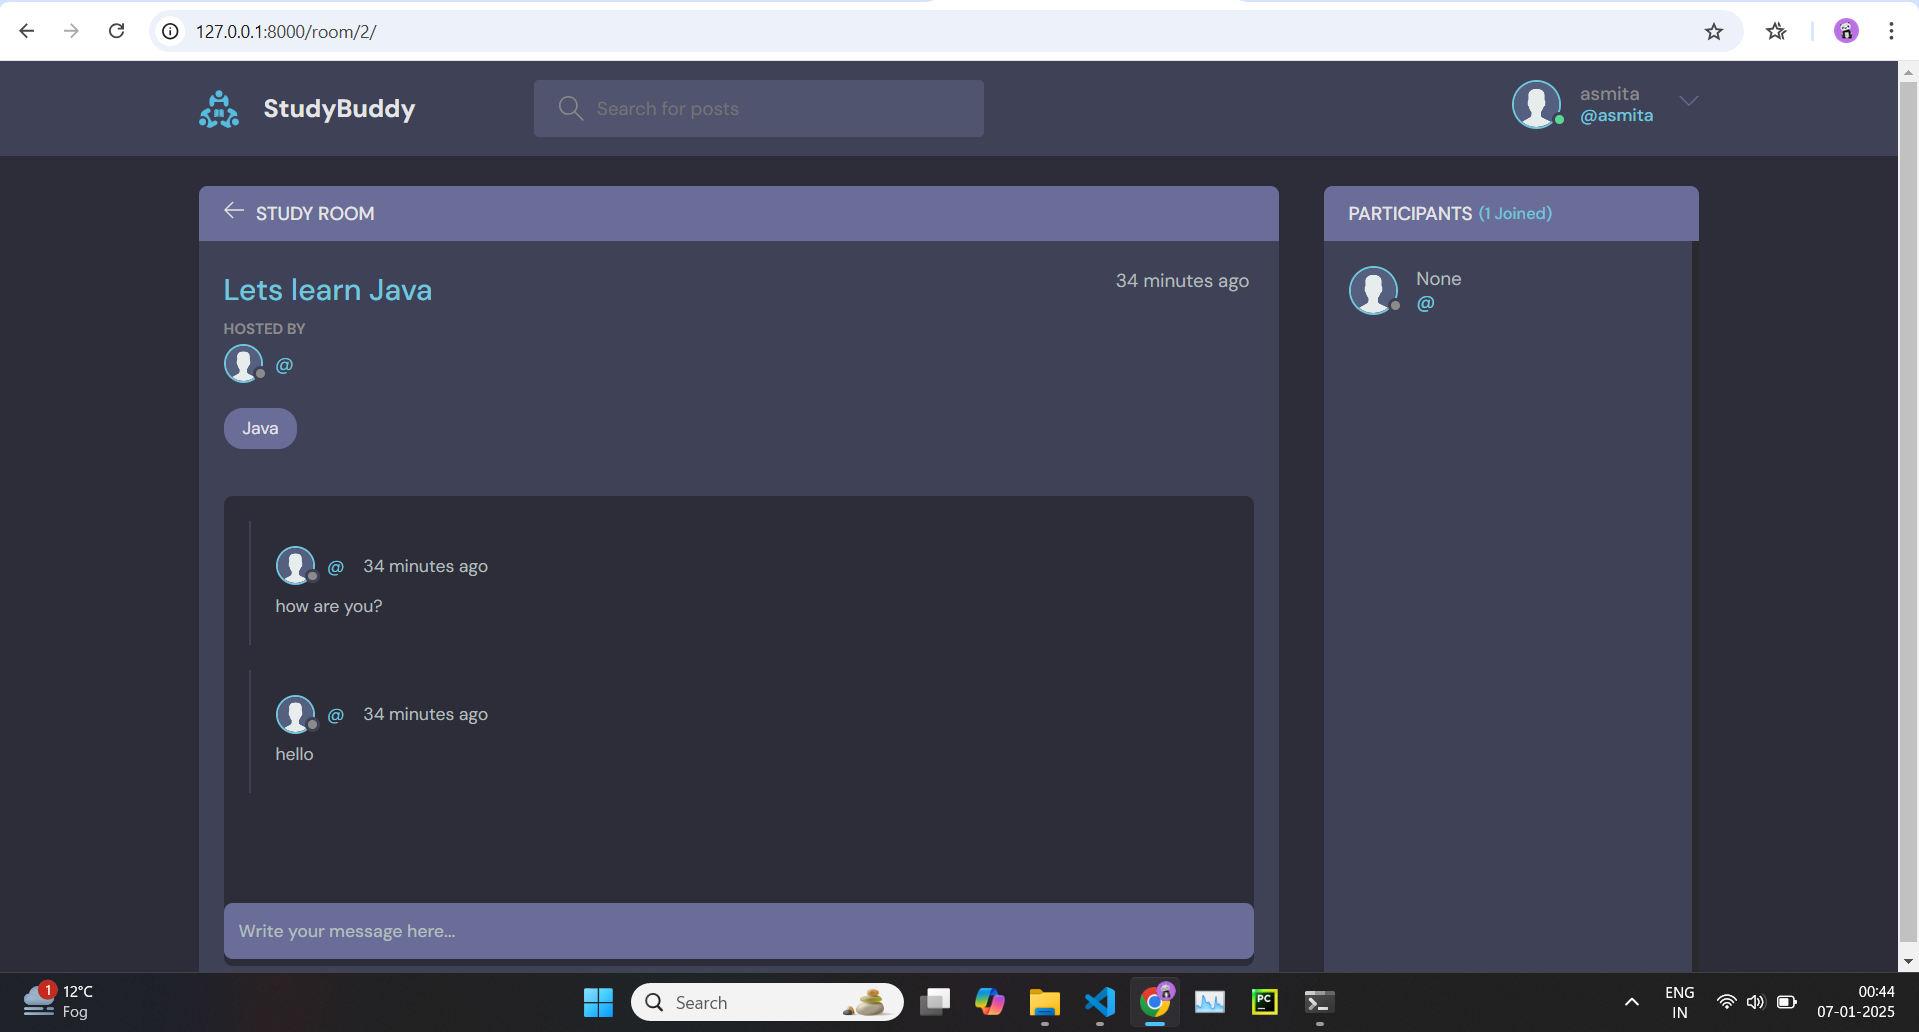 127.0.0.1:8000/room/2/
StudyBuddy
Search for posts
asmita
@asmita
STUDY ROOM
Lets learn Java
34 minutes ago
HOSTED BY
@
Java
@ 34 minutes ago
how are you?
@ 34 minutes ago
hello
Write your message here...
PARTICIPANTS (1 Joined)
None
@
1
12°C
Fog
Search
PC
ENG
IN
00:44
07-01-2025